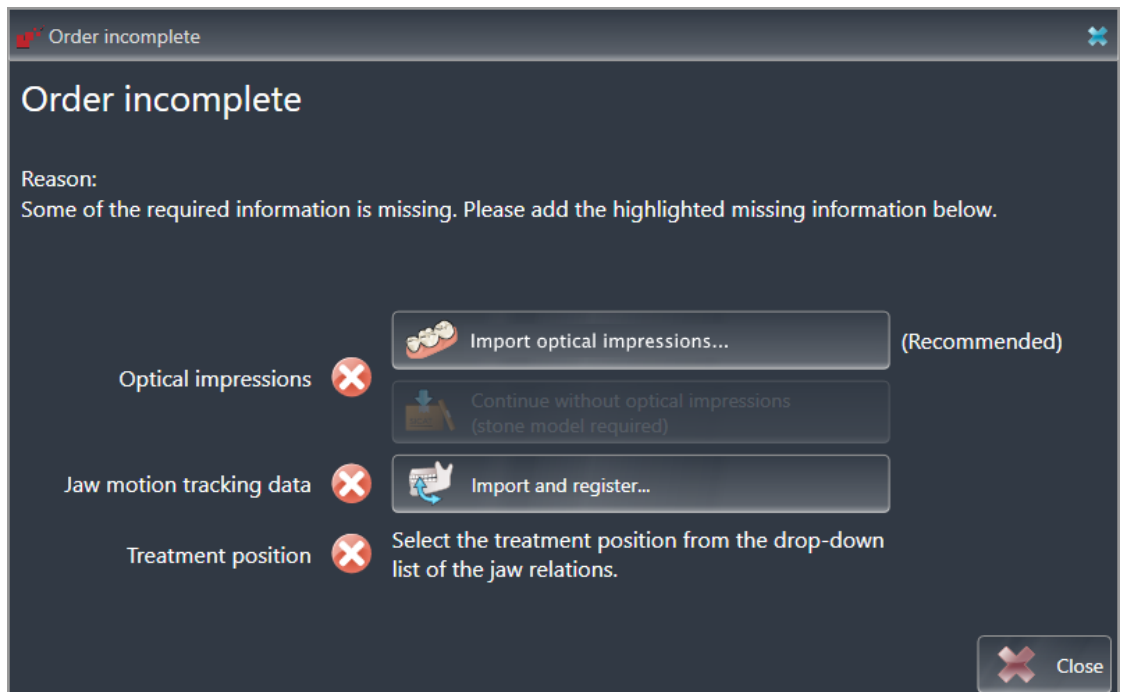 Order incomplete
Order incomplete
Reason:
Some of the required information is missing. Please add the highlighted missing information below.
Optical impressions
Import optical impressions...
(Recommended)
Continue without optical impressions
(stone model required)
Jaw motion tracking data
Import and register...
Treatment position
Select the treatment position from the drop-down
list of the jaw relations.
Close